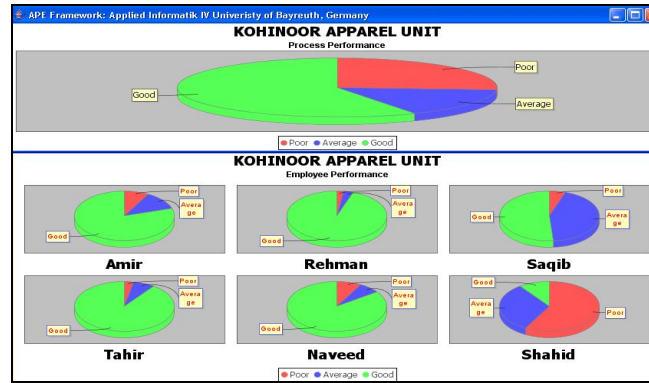 APE Framework: Applied Informatik IV Univeristy of Bayreuth, Germany
KOHINOOR APPAREL UNIT
Process Performance
Poor
Good
Average
Poor Average Good
KOHINOOR APPAREL UNIT
Employee Performance
Poor
Avera
ge
Good
Amir
Poor
Avera
ge
Good
Rehman
Poor
Good
Avera
ge
Saqib
Poor
Avera
ge
Good
Tahir
Poor
Avera
ge
Good
Naveed
Good
Avera
ge
Poor
Shahid
Poor Average Good